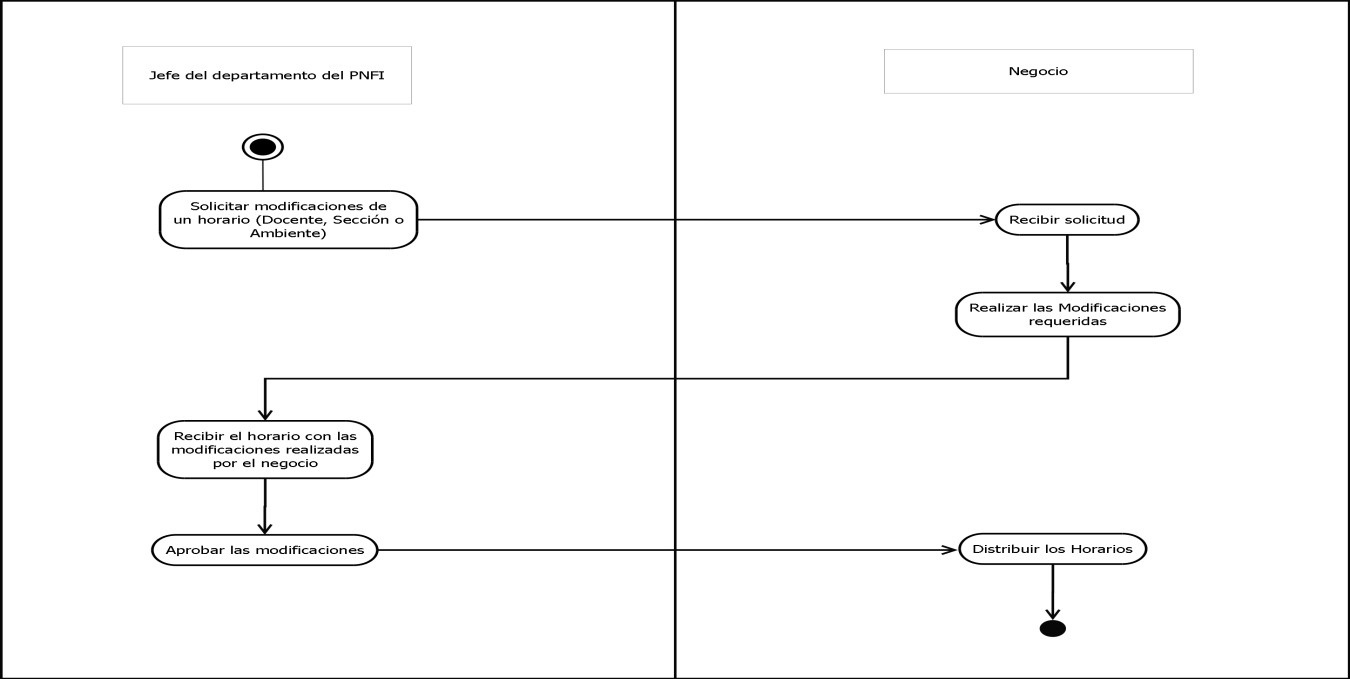 Jefe del departamento del PNFI
Negocio
Solicitar modificaciones de
un horario (Docente, Sección o
Ambiente)
Recibir solicitud
Realizar las Modificaciones
requeridas
Recibir el horario con las
modificaciones realizadas
por el negocio
Aprobar las modificaciones
Distribuir los Horarios